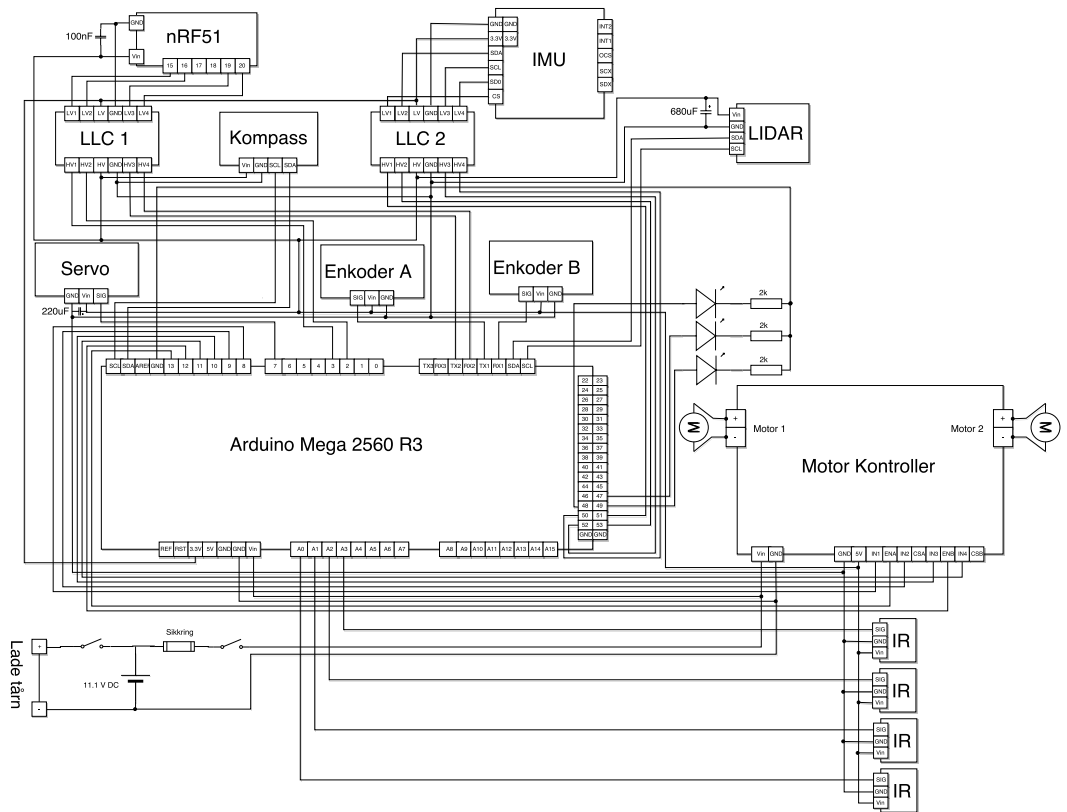 GND
100nF
nRF51
Vin
15 16 17 18 19 20
GND GND
3.3V 3.3V
SDA
SCL
SD0
CS
IMU
INT2
INT1
OCS
SCX
SDX
LV1 LV2 LV GND LV3 LV4
LLC 1
HV1 HV2 HV GND HV3 HV4
Kompass
Vin GND SCL SDA
LV1 LV2 LV GND LV3 LV4
LLC 2
HV1 HV2 HV GND HV3 HV4
680uF
+
Vin
GND
SDA
SCL
LIDAR
Servo
GND Vin SIG
220uF
Enkoder A
SIG Vin GND
Enkoder B
SIG Vin GND
2k
2k
2k
SCL SDA AREF GND 13 12 11 10 9 8
7 6 5 4 3 2 1 0
TX3 RX3 TX2 RX2 TX1 RX1 SDA SCL
22 23
24 25
26 27
28 29
30 31
32 33
34 35
36 37
38 39
40 41
42 43
44 45
46 47
48 49
50 51
52 53
GND GND
Arduino Mega 2560 R3
REF RST 3.3V 5V GND GND Vin
A0 A1 A2 A3 A4 A5 A6 A7
A8 A9 A10 A11 A12 A13 A14 A15
M
+
-
Motor 1
Motor 2
+
-
M
Motor Kontroller
Vin GND
GND 5V IN1 ENA IN2 CSA IN3 ENB IN4 CSB
Lade tårn
+
-
Sikkring
11.1 V DC
SIG
GND
Vin
IR
SIG
GND
Vin
IR
SIG
GND
Vin
IR
SIG
GND
Vin
IR